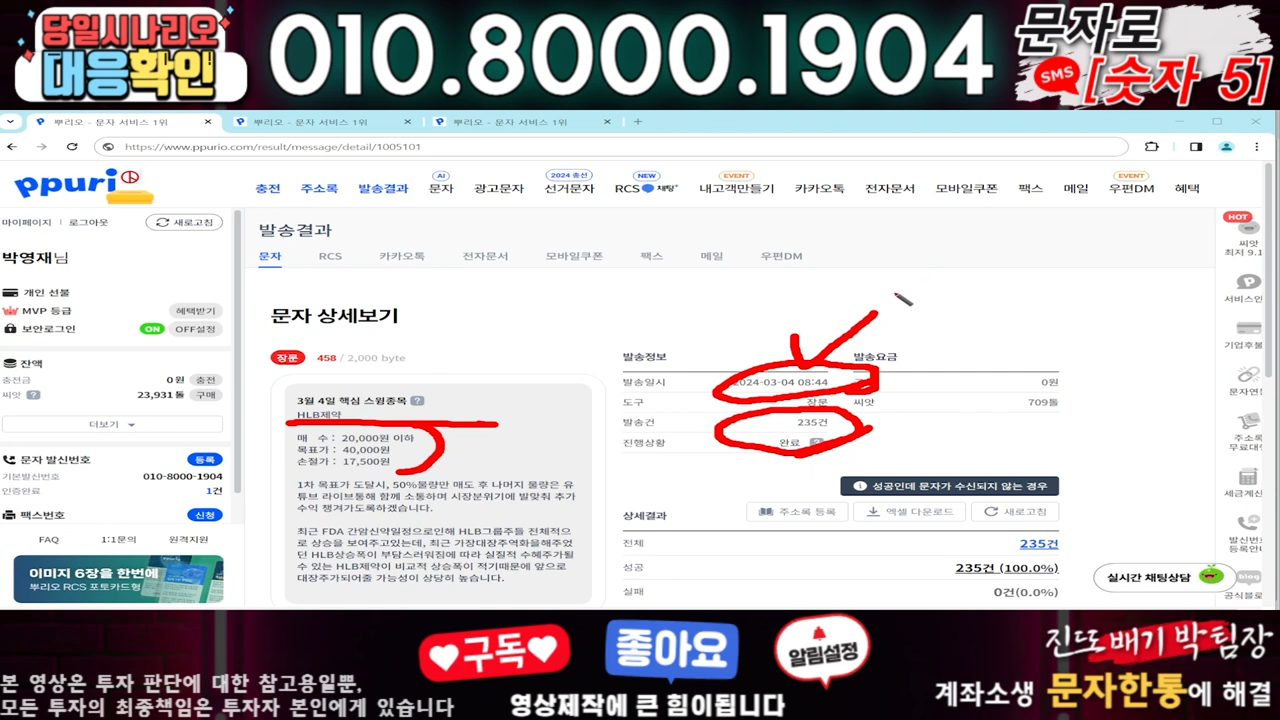 당일시나리오
대응확인
010.8000.1904
문자로
SMS [숫자 5]
뿌리오 - 문자 서비스 1위
뿌리오 - 문자 서비스 1위
뿌리오 - 문자 서비스 1위
https://www.ppurio.com/result/message/detail/1005101
ppuri
충전 주소록 발송결과 AI 문자 광고문자 2024 총선 선거문자 NEW RCS 채팅+ EVENT 내고객만들기 카카오톡 전자문서 모바일쿠폰 팩스 메일 EVENT 우편DM 혜택
마이페이지 | 로그아웃 새로고침
박영재님
개인 선불
MVP 등급 혜택받기
보안로그인 ON OFF설정
잔액
충전금 0원 충전
씨앗 ? 23,931톨 구매
더보기
문자 발신번호 등록
기본발신번호 010-8000-1904
인증완료 1건
팩스번호 신청
FAQ 1:1문의 원격지원
이미지 6장을 한번에
뿌리오 RCS 포토카드형
발송결과
문자 RCS 카카오톡 전자문서 모바일쿠폰 팩스 메일 우편DM
문자 상세보기
장문 458 / 2,000 byte
3월 4일 핵심 스윙종목 ?
HLB제약
매 수 : 20,000원 이하
목표가 : 40,000원
손절가 : 17,500원
1차 목표가 도달시, 50%물량만 매도 후 나머지 물량은 유
튜브 라이브통해 함께 소통하며 시장분위기에 발맞춰 추가
수익 챙겨가도록하겠습니다.
최근 FDA 간암신약일정으로인해 HLB그룹주들 전체적으
로 상승을 보여주고있는데, 최근 가장대장주역화을해주었
던 HLB상승폭이 부담스러워짐에 따라 실질적 수혜주가될
수 있는 HLB제약이 비교적 상승폭이 적기때문에 앞으로
대장주가되어줄 가능성이 상당히 높습니다.
발송정보
발송일시 2024-03-04 08:44
도구 장문
발송건 235건
진행상황 완료 ?
발송요금
0원
씨앗 709톨
성공인데 문자가 수신되지 않는 경우
상세결과 주소록 등록 엑셀 다운로드 새로고침
전체 235건
성공 235건 (100.0%)
실패 0건(0.0%)
HOT
씨앗
최저 9.1
서비스인
기업후불
문자연동
주소록
무료대행
세금계산
발신번호
등록안내
실시간 채팅상담
blog
공식블로
구독
좋아요
알림설정
영상제작에 큰 힘이됩니다
본 영상은 투자 판단에 대한 참고용일뿐,
모든 투자의 최종책임은 투자자 본인에게 있습니다
진또배기 박팀장
계좌소생 문자한통에 해결